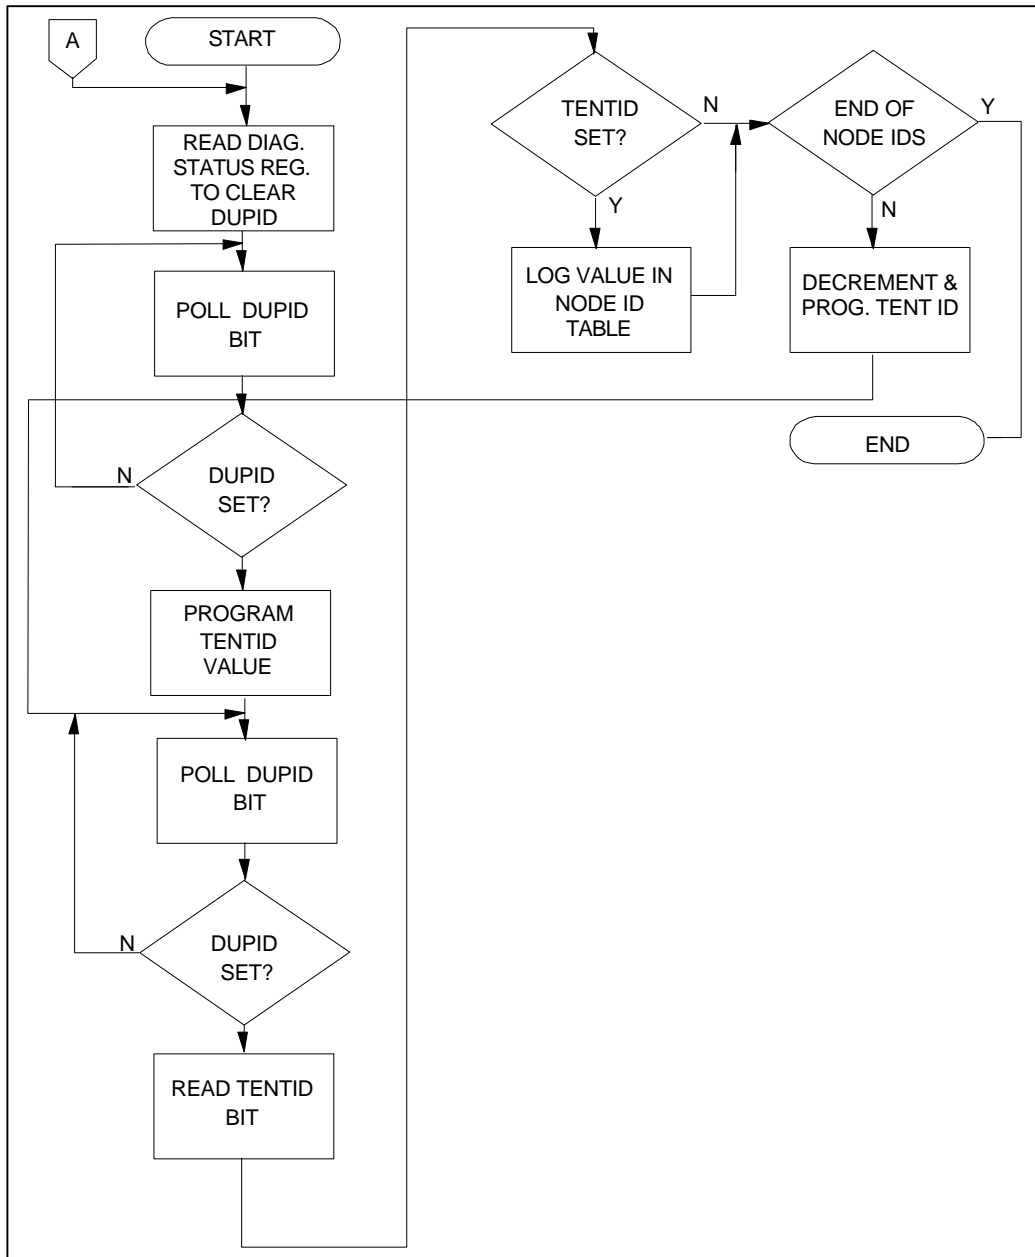 A
START
READ DIAG.
STATUS REG.
TO CLEAR
DUPID
POLL DUPID
BIT
N
DUPID
SET?
PROGRAM
TENTID
VALUE
POLL DUPID
BIT
N
DUPID
SET?
READ TENTID
BIT
TENTID
SET?
N
Y
LOG VALUE IN
NODE ID
TABLE
END OF
NODE IDS
Y
N
DECREMENT &
PROG. TENT ID
END